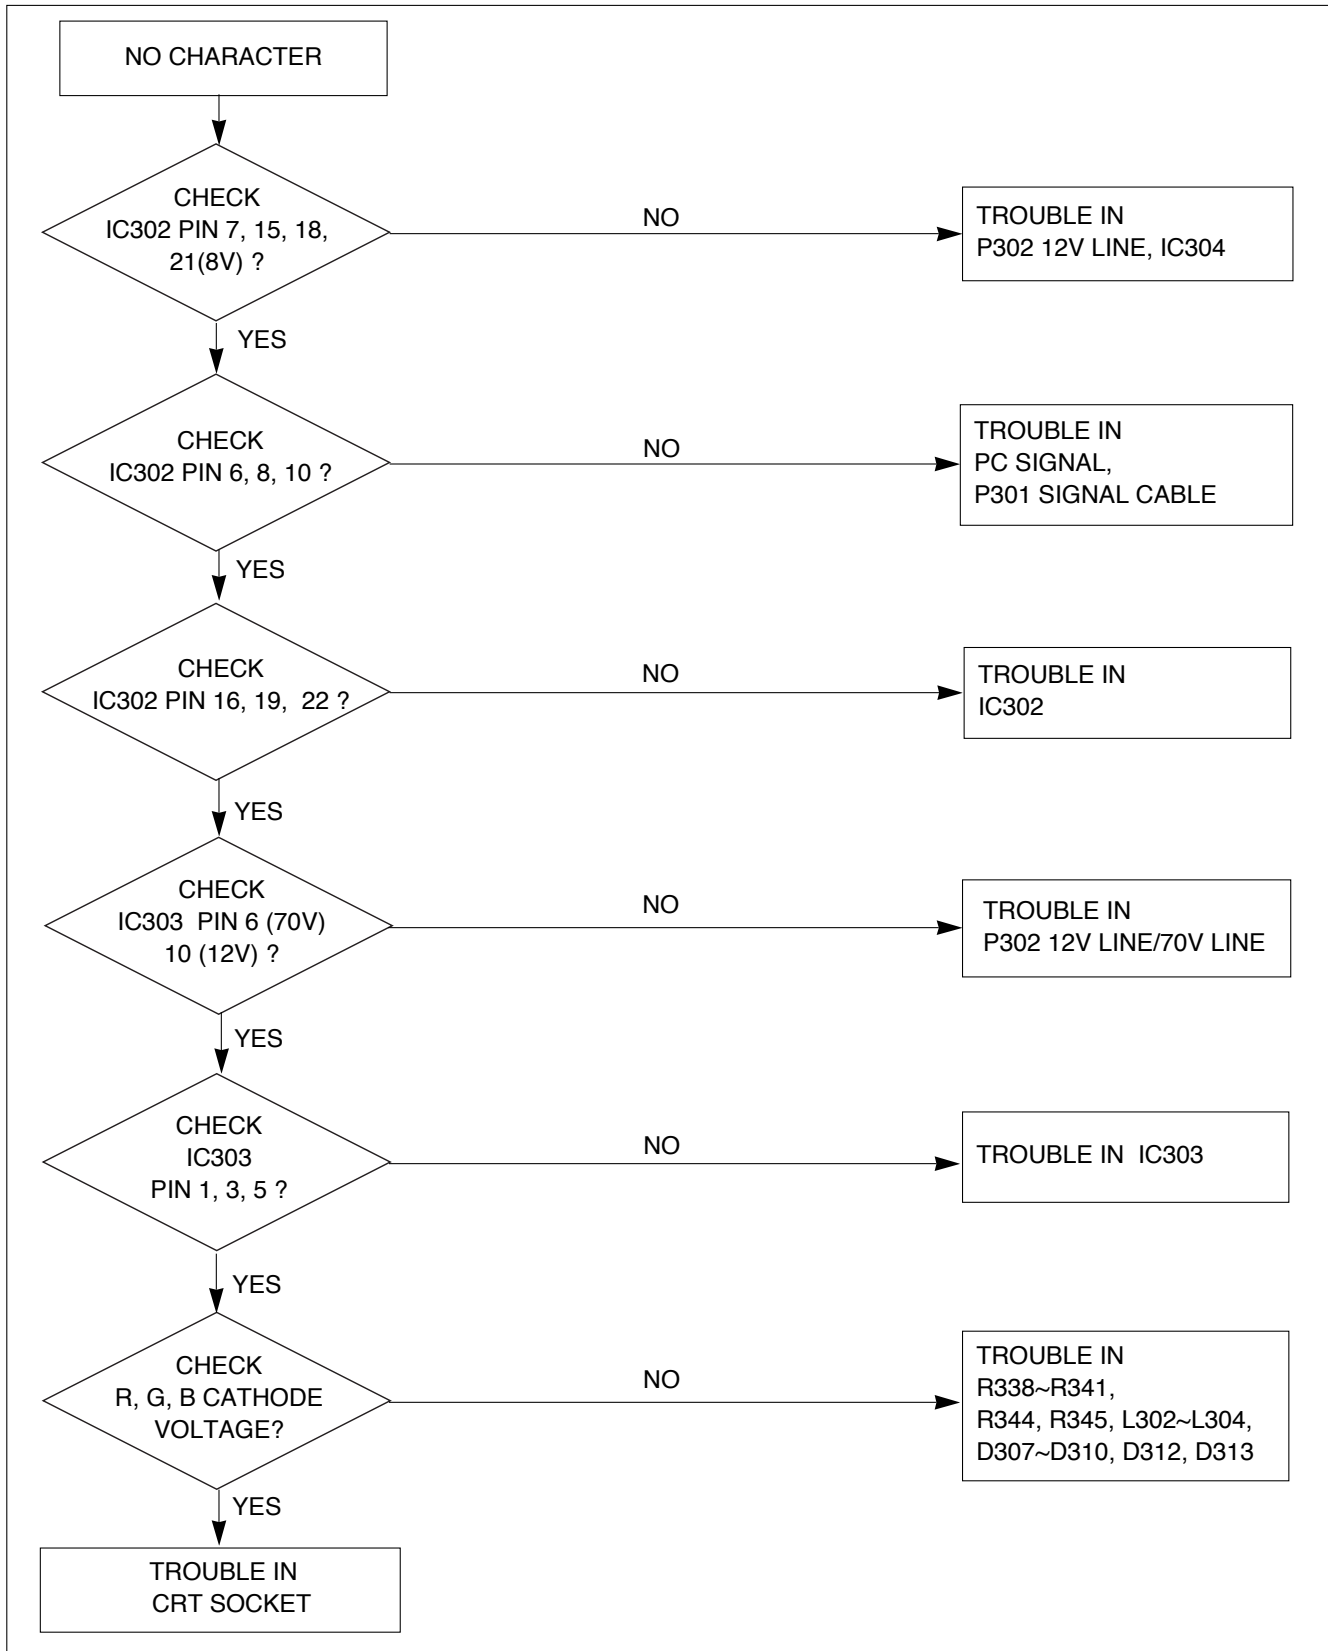 NO CHARACTER
CHECK
IC302 PIN 7, 15, 18,
21(8V) ?
NO
TROUBLE IN
P302 12V LINE, IC304
YES
CHECK
IC302 PIN 6, 8, 10 ?
NO
TROUBLE IN
PC SIGNAL,
P301 SIGNAL CABLE
YES
CHECK
IC302 PIN 16, 19, 22 ?
NO
TROUBLE IN
IC302
YES
CHECK
IC303 PIN 6 (70V)
10 (12V) ?
NO
TROUBLE IN
P302 12V LINE/70V LINE
YES
CHECK
IC303
PIN 1, 3, 5 ?
NO
TROUBLE IN IC303
YES
CHECK
R, G, B CATHODE
VOLTAGE?
NO
TROUBLE IN
R338~R341,
R344, R345, L302~L304,
D307~D310, D312, D313
YES
TROUBLE IN
CRT SOCKET